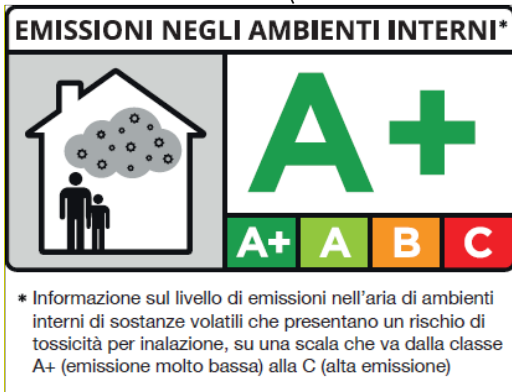 EMISSIONI NEGLI AMBIENTI INTERNI*
A+
A+ A B C
* Informazione sul livello di emissioni nell'aria di ambienti
interni di sostanze volatili che presentano un rischio di
tossicità per inalazione, su una scala che va dalla classe
A+ (emissione molto bassa) alla C (alta emissione)